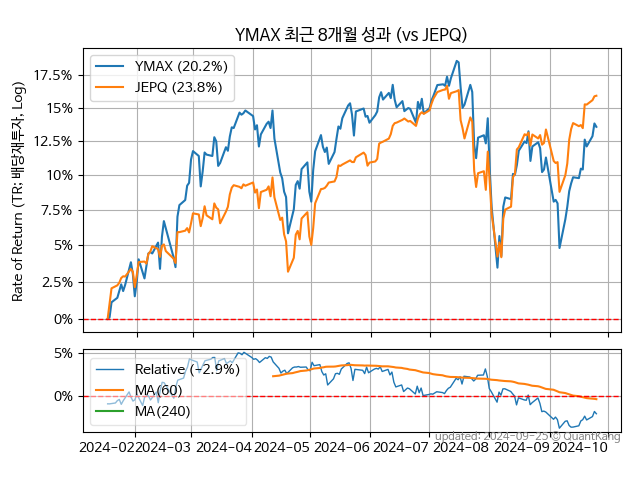 YMAX 최근 8개월 성과 (vs JEPQ)
Rate of Return (TR: 배당재투자, Log)
17.5%
15%
12.5%
10%
7.5%
5%
2.5%
0%
YMAX (20.2%)
JEPQ (23.8%)
5%
0%
Relative (−2.9%)
MA(60)
MA(240)
2024-02
2024-03
2024-04
2024-05
2024-06
2024-07
2024-08
2024-09
2024-10
updated: 2024-09-25 © QuantKang